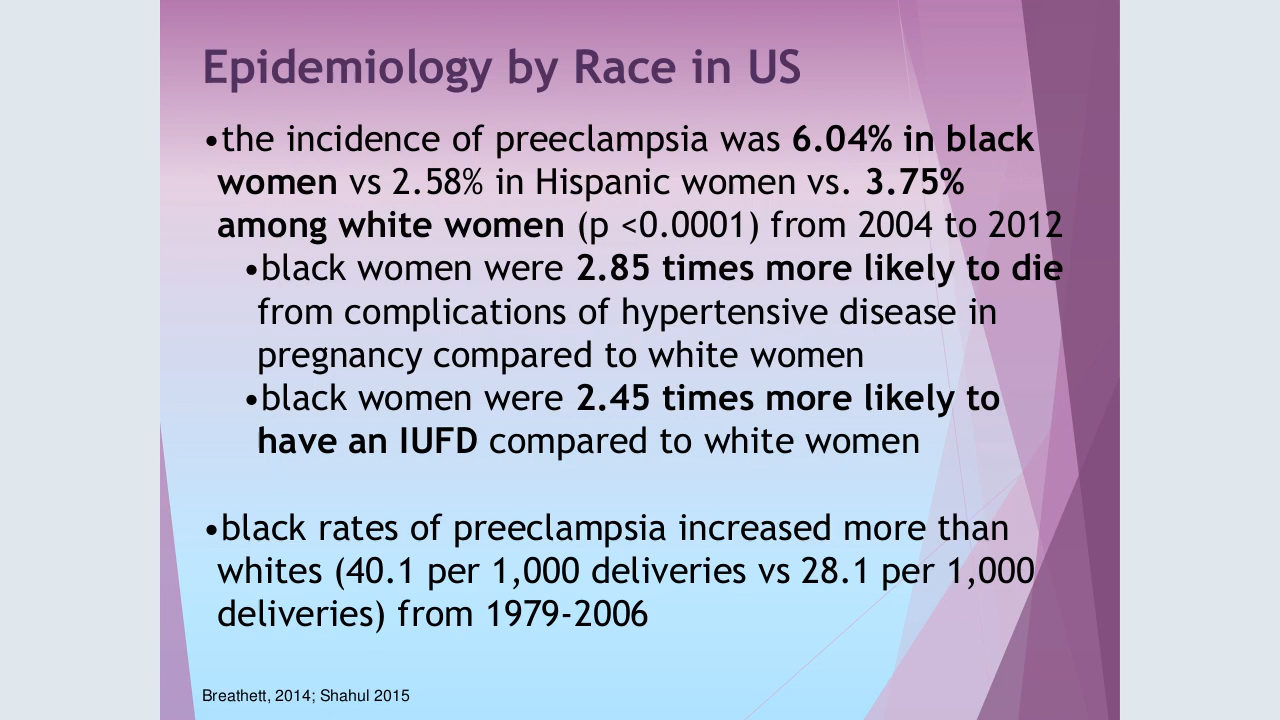 Epidemiology by Race in US
•the incidence of preeclampsia was 6.04% in black
women vs 2.58% in Hispanic women vs. 3.75%
among white women (p <0.0001) from 2004 to 2012
•black women were 2.85 times more likely to die
from complications of hypertensive disease in
pregnancy compared to white women
•black women were 2.45 times more likely to
have an IUFD compared to white women
•black rates of preeclampsia increased more than
whites (40.1 per 1,000 deliveries vs 28.1 per 1,000
deliveries) from 1979-2006
Breathett, 2014; Shahul 2015